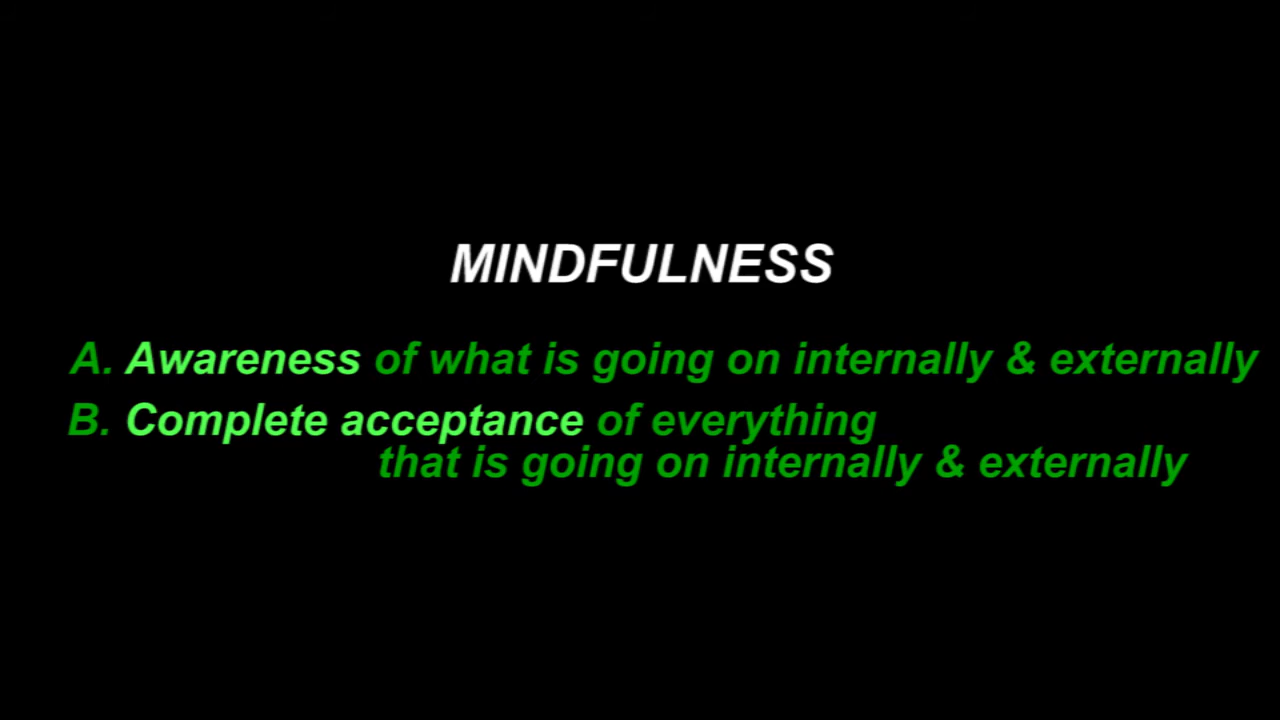 MINDFULNESS
A. Awareness of what is going on internally & externally
B. Complete acceptance of everything
that is going on internally & externally